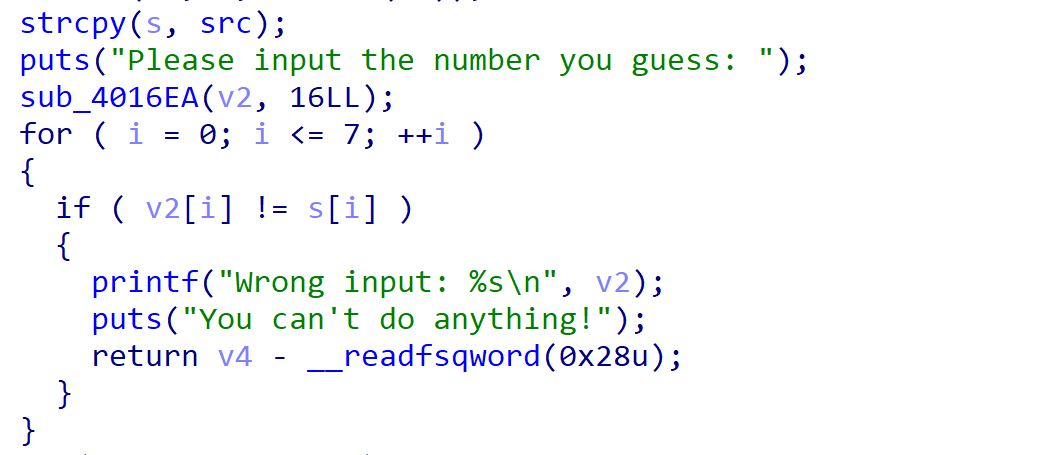 strcpy(s, src);
puts("Please input the number you guess: ");
sub_4016EA(v2, 16LL);
for ( i = 0; i <= 7; ++i )
{
if ( v2[i] != s[i] )
{
printf("Wrong input: %s\n", v2);
puts("You can't do anything!");
return v4 - __readfsqword(0x28u);
}
}